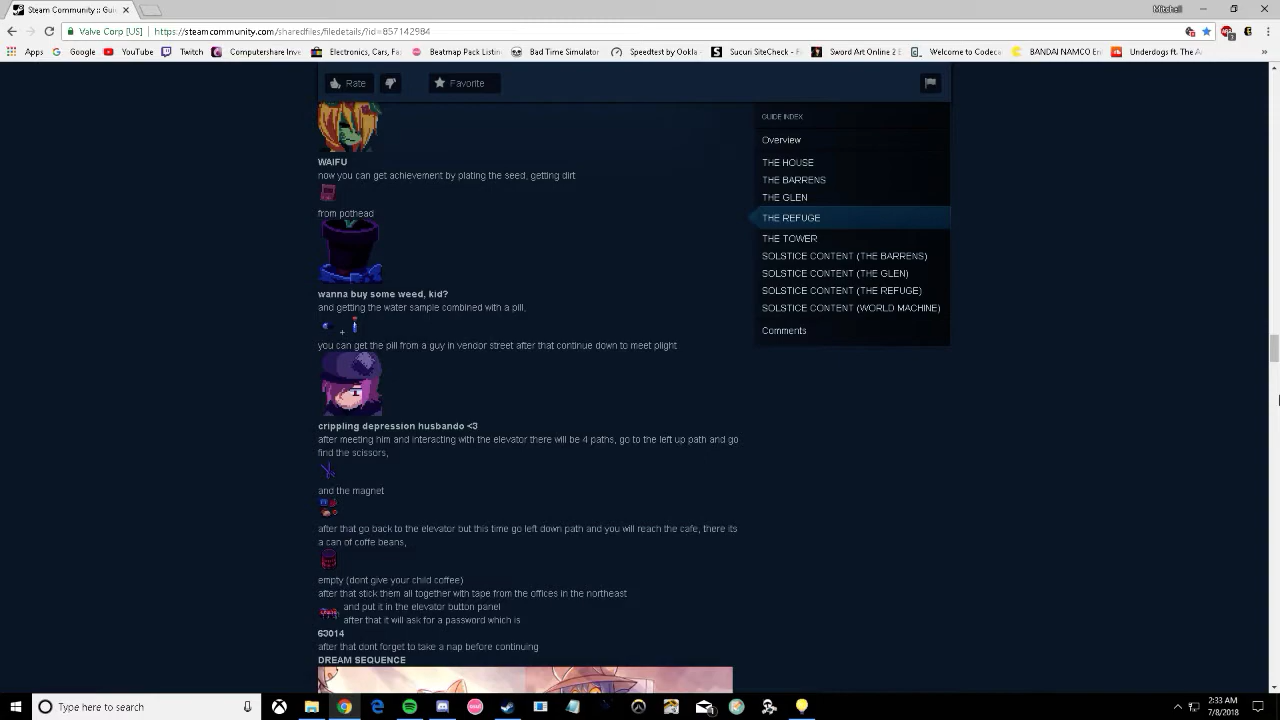 Steam Community :: Gui
Mitchell
Valve Corp [US]
https://steamcommunity.com/sharedfiles/filedetails/?id=857142984
Apps
Google
YouTube
Twitch
Computershare Inve
Electronics, Cars, Fa
Beatmap Pack Listin
Bad Time Simulator
Speedtest by Ookla
Sucuri SiteCheck - F
Sword Art Online 2 E
Welcome to Codeca
BANDAI NAMCO En
Underdogs ft. The A
Rate
Favorite
WAIFU
now you can get achievement by plating the seed, getting dirt
from pothead
wanna buy some weed, kid?
and getting the water sample combined with a pill,
+
you can get the pill from a guy in vendor street after that continue down to meet plight
crippling depression husbando <3
after meeting him and interacting with the elevator there will be 4 paths, go to the left up path and go
find the scissors,
and the magnet
after that go back to the elevator but this time go left down path and you will reach the cafe, there its
a can of coffe beans,
empty (dont give your child coffee)
after that stick them all together with tape from the offices in the northeast
and put it in the elevator button panel
after that it will ask for a password which is
63014
after that dont forget to take a nap before continuing
DREAM SEQUENCE
GUIDE INDEX
Overview
THE HOUSE
THE BARRENS
THE GLEN
THE REFUGE
THE TOWER
SOLSTICE CONTENT (THE BARRENS)
SOLSTICE CONTENT (THE GLEN)
SOLSTICE CONTENT (THE REFUGE)
SOLSTICE CONTENT (WORLD MACHINE)
Comments
Type here to search
2:33 AM
7/8/2018